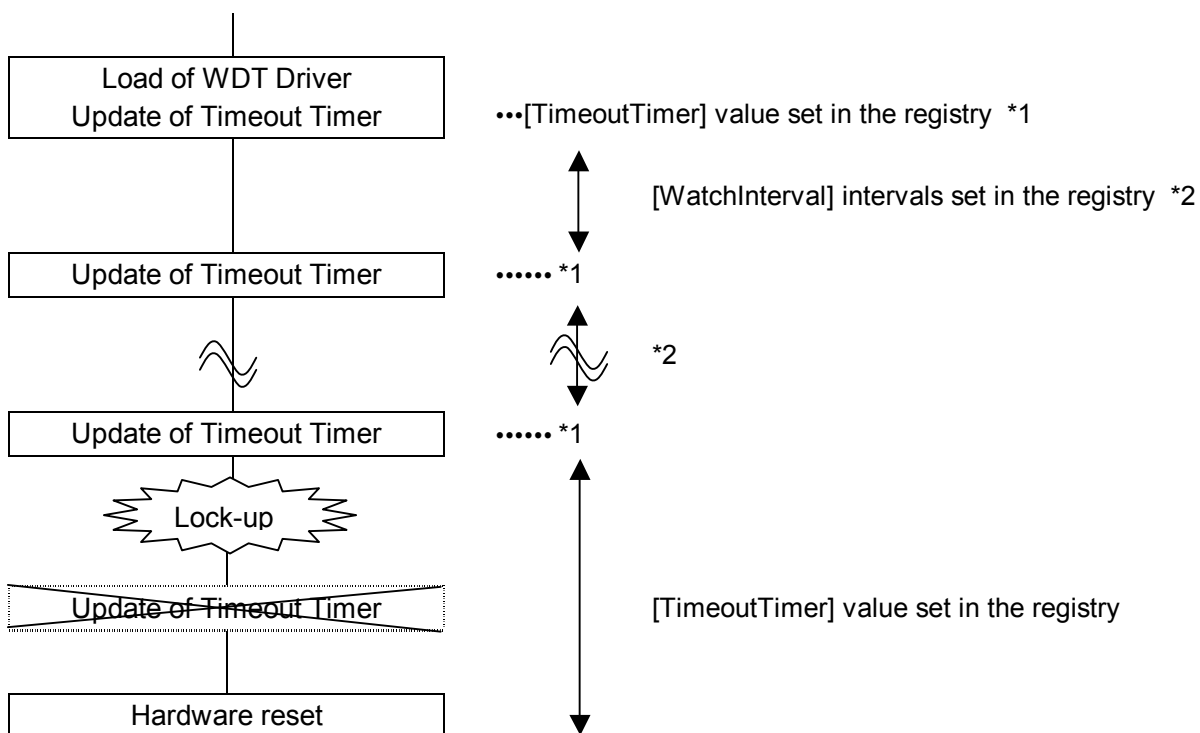 Load of WDT Driver
Update of Timeout Timer •••[TimeoutTimer] value set in the registry *1
[WatchInterval] intervals set in the registry *2
Update of Timeout Timer •••••• *1
*2
Update of Timeout Timer •••••• *1
Lock-up
Update of Timeout Timer [TimeoutTimer] value set in the registry
Hardware reset